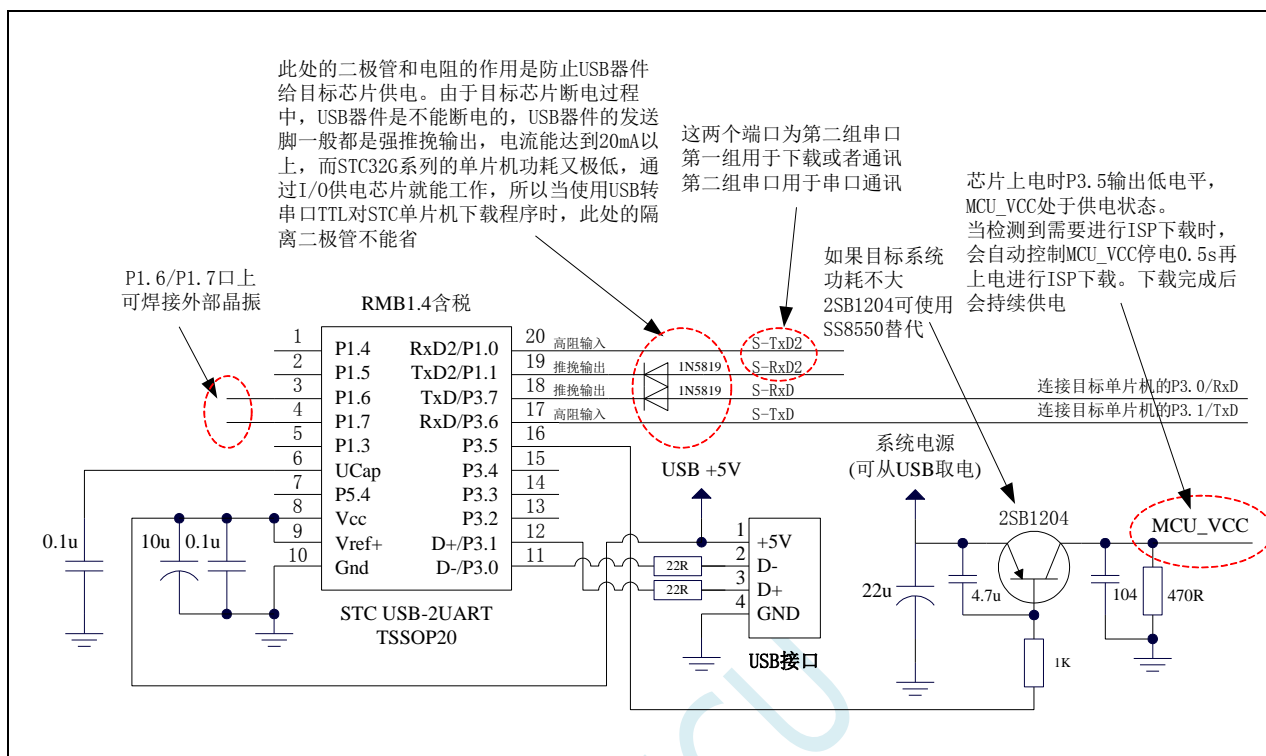 此处的二极管和电阻的作用是防止USB器件
给目标芯片供电。由于目标芯片断电过程
中，USB器件是不能断电的，USB器件的发送
脚一般都是强推挽输出，电流能达到20mA以
上，而STC32G系列的单片机功耗又极低，通
过I/O供电芯片就能工作，所以当使用USB转
串口TTL对STC单片机下载程序时，此处的隔
离二极管不能省
这两个端口为第二组串口
第一组用于下载或者通讯
第二组串口用于串口通讯
芯片上电时P3.5输出低电平，
MCU_VCC处于供电状态。
当检测到需要进行ISP下载时，
会自动控制MCU_VCC停电0.5s再
上电进行ISP下载。下载完成后
会持续供电
如果目标系统
功耗不大
2SB1204可使用
SS8550替代
P1.6/P1.7口上
可焊接外部晶振
RMB1.4含税
1 P1.4 RxD2/P1.0 20 高阻输入 S-TxD2
2 P1.5 TxD2/P1.1 19 推挽输出 1N5819 S-RxD2
3 P1.6 TxD/P3.7 18 推挽输出 1N5819 S-RxD 连接目标单片机的P3.0/RxD
4 P1.7 RxD/P3.6 17 高阻输入 S-TxD 连接目标单片机的P3.1/TxD
5 P1.3 P3.5 16
6 UCap P3.4 15
7 P5.4 P3.3 14
8 Vcc P3.2 13
9 Vref+ D+/P3.1 12
10 Gnd D-/P3.0 11
STC USB-2UART
TSSOP20
0.1u
10u
0.1u
USB +5V
1 +5V
2 D-
3 D+
4 GND
22R
22R
USB接口
系统电源
(可从USB取电)
2SB1204
MCU_VCC
22u
4.7u
104
470R
1K
MCU